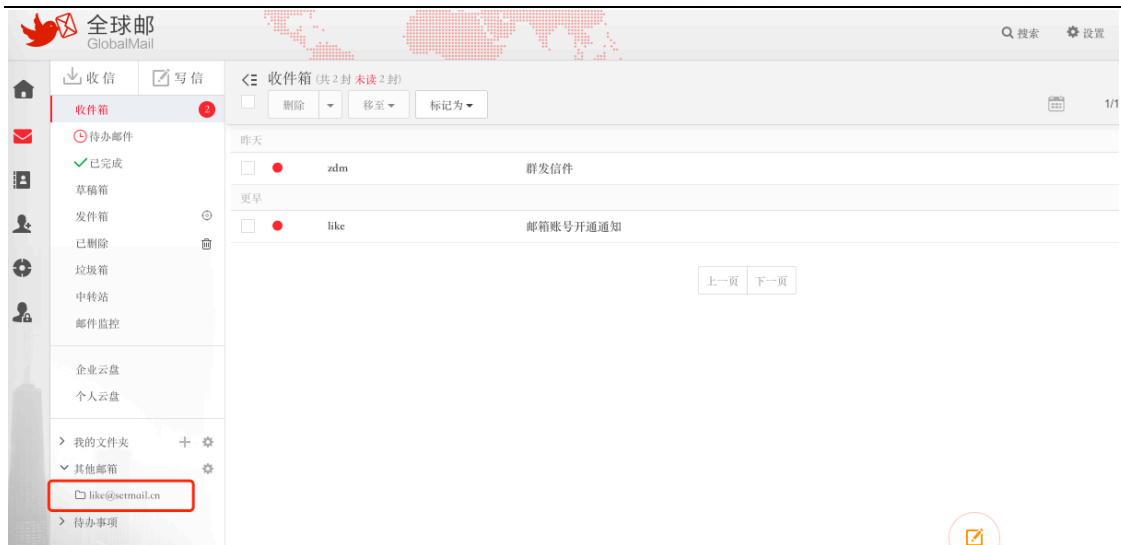 全球邮
GlobalMail
搜索 设置
收信 写信
收件箱 (共 2 封 未读 2 封)
删除 移至 标记为
1/1
收件箱 2
待办邮件
已完成
草稿箱
发件箱
已删除
垃圾箱
中转站
邮件监控
企业云盘
个人云盘
我的文件夹
其他邮箱
like@setmail.cn
待办事项
昨天
zdm 群发信件
更早
like 邮箱账号开通通知
上一页 下一页